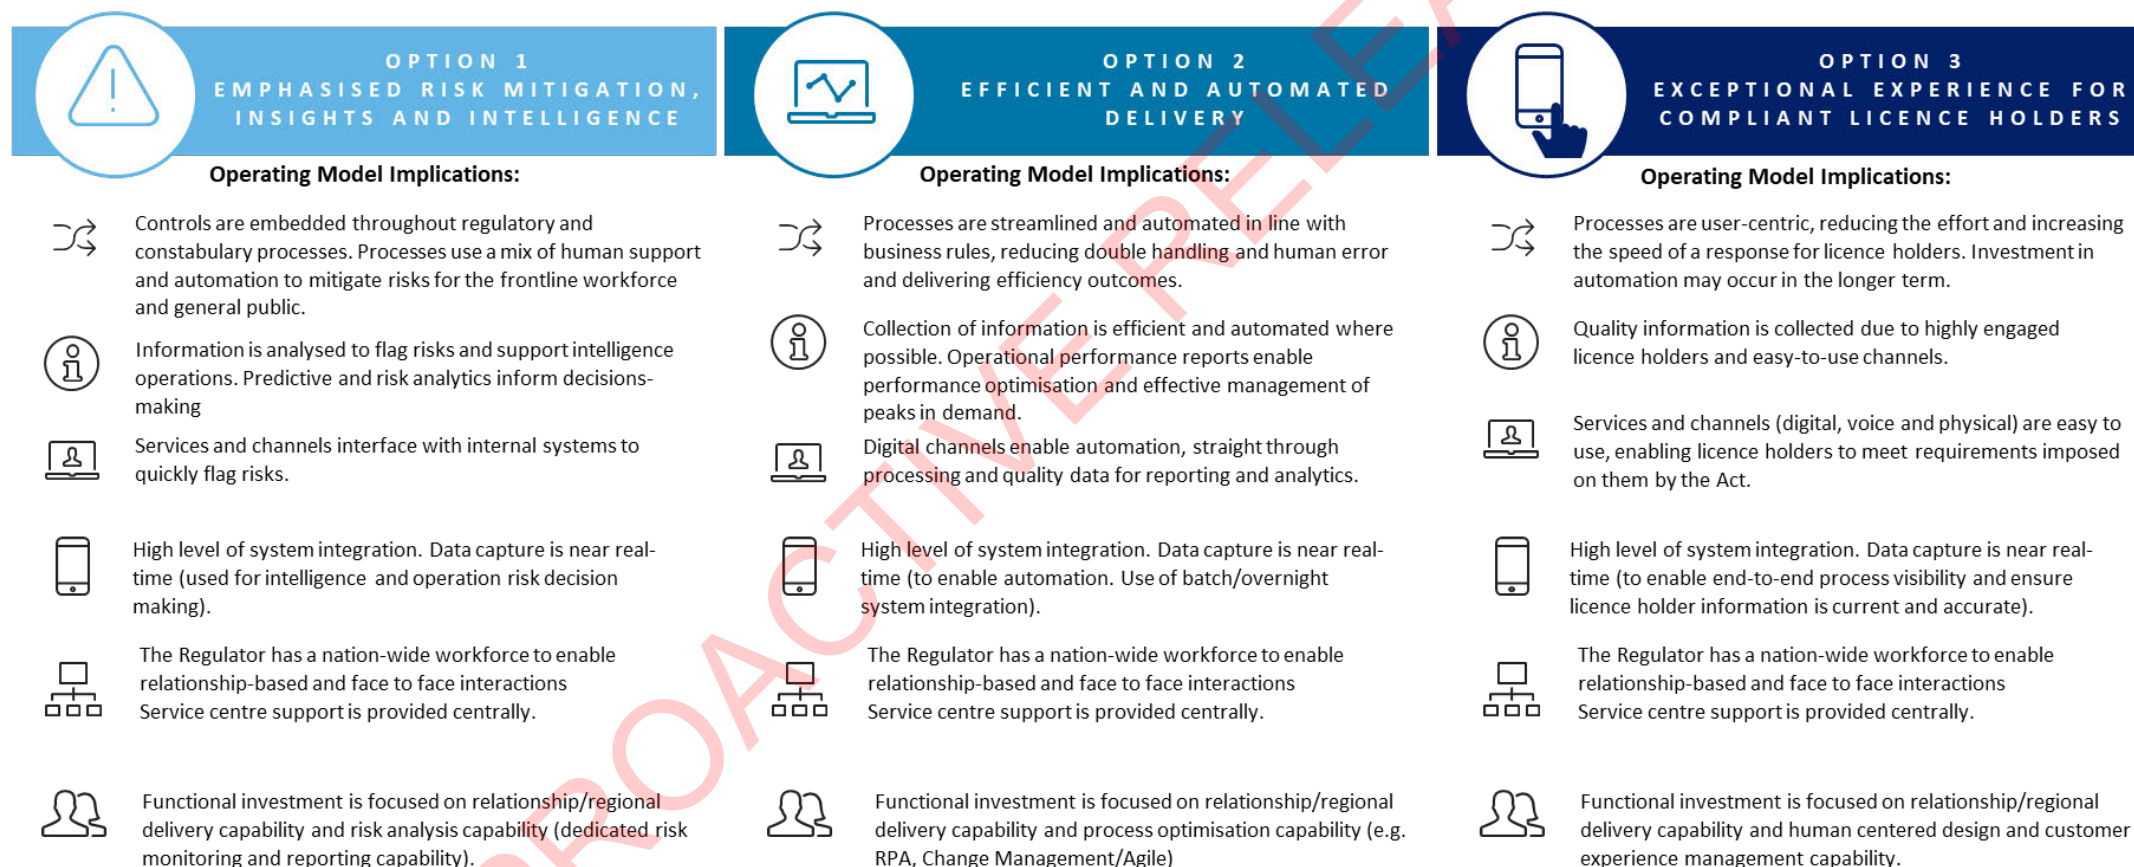 OPTION 1
EMPHASISED RISK MITIGATION,
INSIGHTS AND INTELLIGENCE
Operating Model Implications:
Controls are embedded throughout regulatory and
constabulary processes. Processes use a mix of human support
and automation to mitigate risks for the frontline workforce
and general public.
Information is analysed to flag risks and support intelligence
operations. Predictive and risk analytics inform decisions-
making
Services and channels interface with internal systems to
quickly flag risks.
High level of system integration. Data capture is near real-
time (used for intelligence and operation risk decision
making).
The Regulator has a nation-wide workforce to enable
relationship-based and face to face interactions
Service centre support is provided centrally.
Functional investment is focused on relationship/regional
delivery capability and risk analysis capability (dedicated risk
monitoring and reporting capability).
OPTION 2
EFFICIENT AND AUTOMATED
DELIVERY
Operating Model Implications:
Processes are streamlined and automated in line with
business rules, reducing double handling and human error
and delivering efficiency outcomes.
Collection of information is efficient and automated where
possible. Operational performance reports enable
performance optimisation and effective management of
peaks in demand.
Digital channels enable automation, straight through
processing and quality data for reporting and analytics.
High level of system integration. Data capture is near real-
time (to enable automation. Use of batch/overnight
system integration).
The Regulator has a nation-wide workforce to enable
relationship-based and face to face interactions
Service centre support is provided centrally.
Functional investment is focused on relationship/regional
delivery capability and process optimisation capability (e.g.
RPA, Change Management/Agile)
OPTION 3
EXCEPTIONAL EXPERIENCE FOR
COMPLIANT LICENCE HOLDERS
Operating Model Implications:
Processes are user-centric, reducing the effort and increasing
the speed of a response for licence holders. Investment in
automation may occur in the longer term.
Quality information is collected due to highly engaged
licence holders and easy-to-use channels.
Services and channels (digital, voice and physical) are easy to
use, enabling licence holders to meet requirements imposed
on them by the Act.
High level of system integration. Data capture is near real-
time (to enable end-to-end process visibility and ensure
licence holder information is current and accurate).
The Regulator has a nation-wide workforce to enable
relationship-based and face to face interactions
Service centre support is provided centrally.
Functional investment is focused on relationship/regional
delivery capability and human centered design and customer
experience management capability.
PROACTIVE